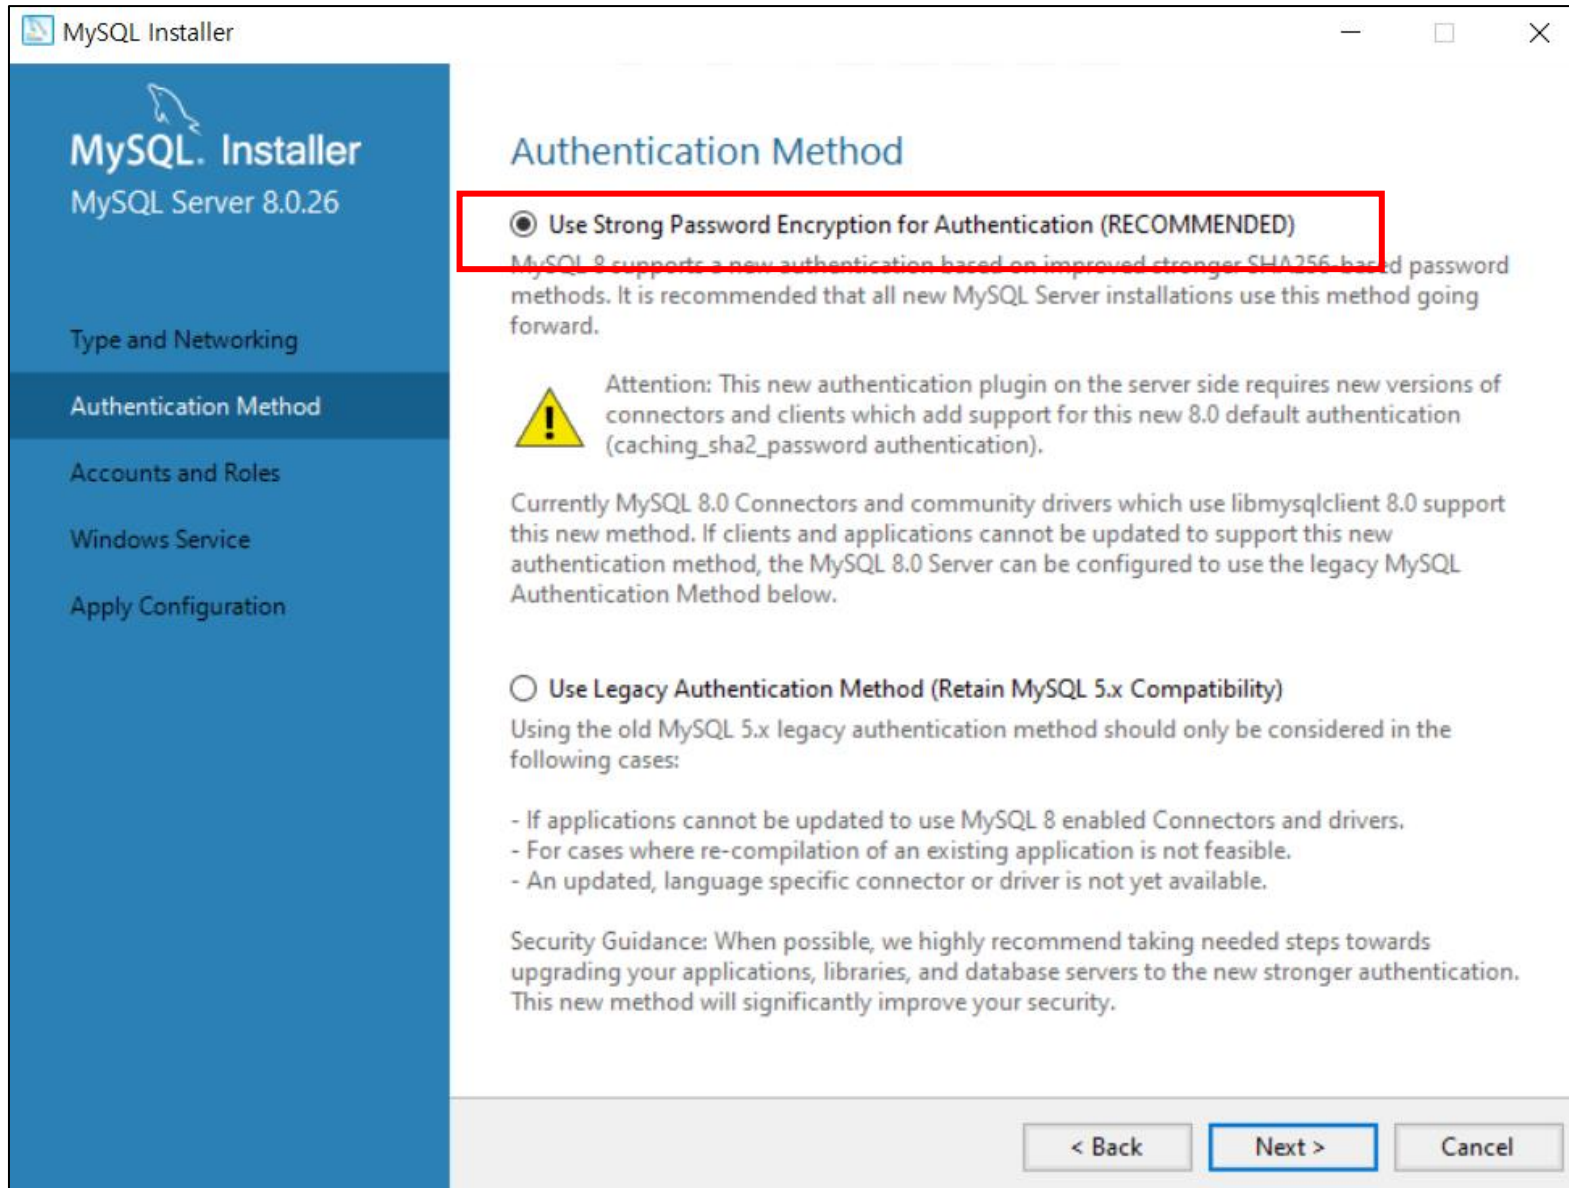 MySQL Installer
MySQL. Installer
MySQL Server 8.0.26
Type and Networking
Authentication Method
Accounts and Roles
Windows Service
Apply Configuration
Authentication Method
Use Strong Password Encryption for Authentication (RECOMMENDED)
MySQL 8 supports a new authentication based on improved stronger SHA256-based password
methods. It is recommended that all new MySQL Server installations use this method going
forward.
Attention: This new authentication plugin on the server side requires new versions of
connectors and clients which add support for this new 8.0 default authentication
(caching_sha2_password authentication).
Currently MySQL 8.0 Connectors and community drivers which use libmysqlclient 8.0 support
this new method. If clients and applications cannot be updated to support this new
authentication method, the MySQL 8.0 Server can be configured to use the legacy MySQL
Authentication Method below.
Use Legacy Authentication Method (Retain MySQL 5.x Compatibility)
Using the old MySQL 5.x legacy authentication method should only be considered in the
following cases:
- If applications cannot be updated to use MySQL 8 enabled Connectors and drivers.
- For cases where re-compilation of an existing application is not feasible.
- An updated, language specific connector or driver is not yet available.
Security Guidance: When possible, we highly recommend taking needed steps towards
upgrading your applications, libraries, and database servers to the new stronger authentication.
This new method will significantly improve your security.
< Back
Next >
Cancel